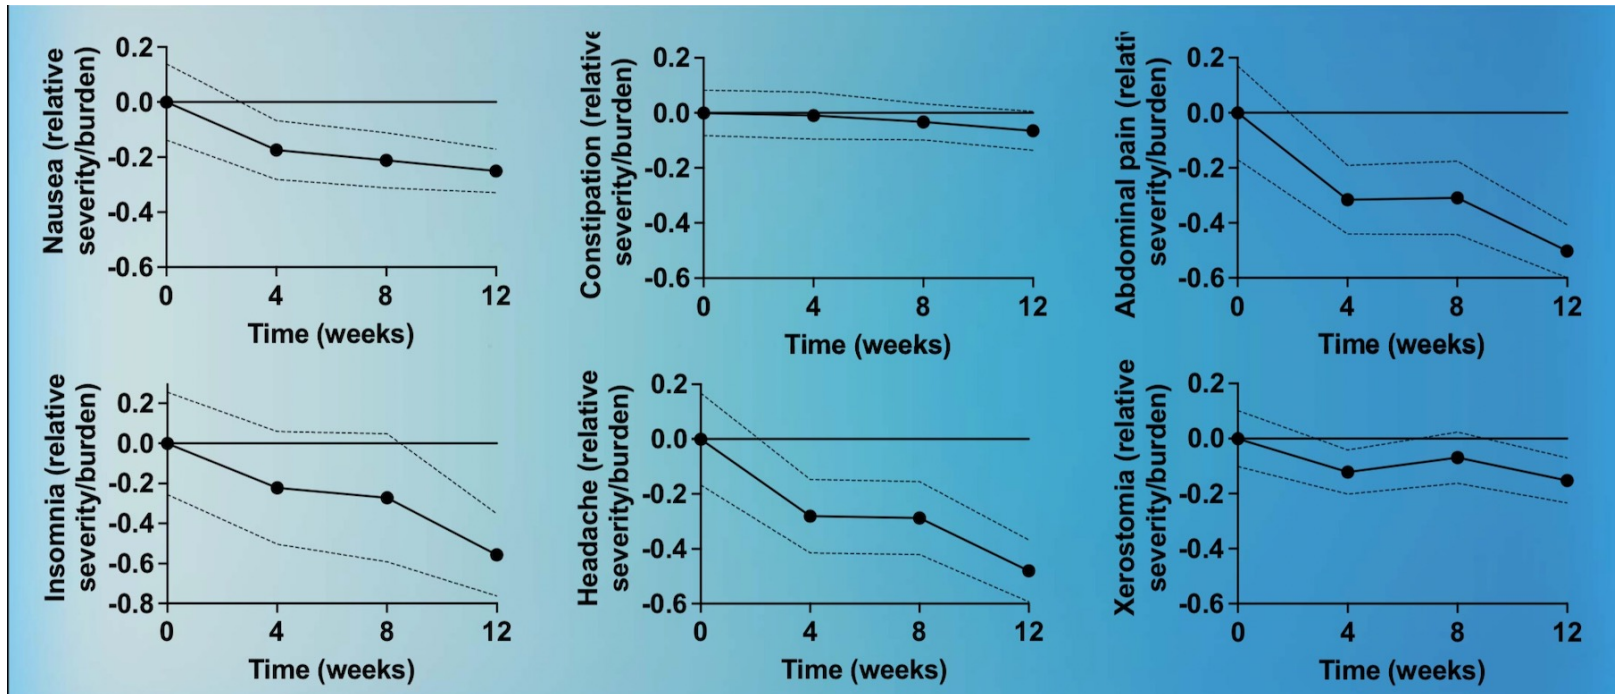 Nausea (relative
severity/burden)
0.2
0.0
-0.2
-0.4
-0.6
0 4 8 12
Time (weeks)
Constipation (relative
severity/burden)
0.2
0.0
-0.2
-0.4
-0.6
0 4 8 12
Time (weeks)
Abdominal pain (relati
severity/burden)
0.2
0.0
-0.2
-0.4
-0.6
0 4 8 12
Time (weeks)
Insomnia (relative
severity/burden)
0.2
0.0
-0.2
-0.4
-0.6
-0.8
0 4 8 12
Time (weeks)
Headache (relative
severity/burden)
0.2
0.0
-0.2
-0.4
-0.6
0 4 8 12
Time (weeks)
Xerostomia (relative
severity/burden)
0.2
0.0
-0.2
-0.4
-0.6
0 4 8 12
Time (weeks)